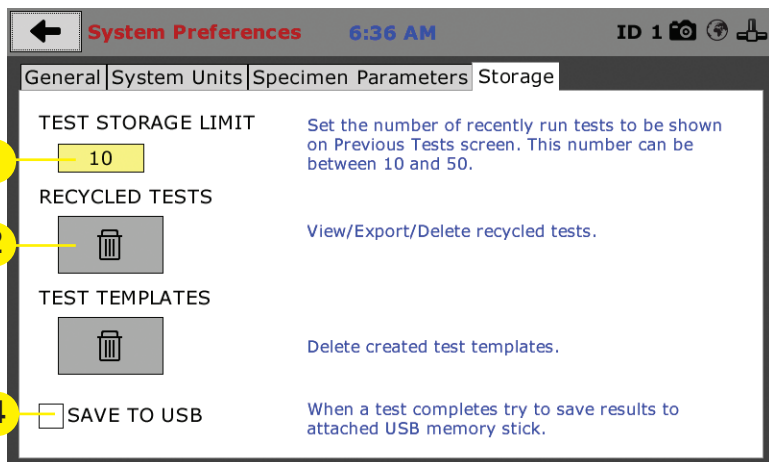 System Preferences 6:36 AM ID 1
General System Units Specimen Parameters Storage
TEST STORAGE LIMIT
10
Set the number of recently run tests to be shown
on Previous Tests screen. This number can be
between 10 and 50.
RECYCLED TESTS
2
View/Export/Delete recycled tests.
TEST TEMPLATES
Delete created test templates.
4
SAVE TO USB
When a test completes try to save results to
attached USB memory stick.